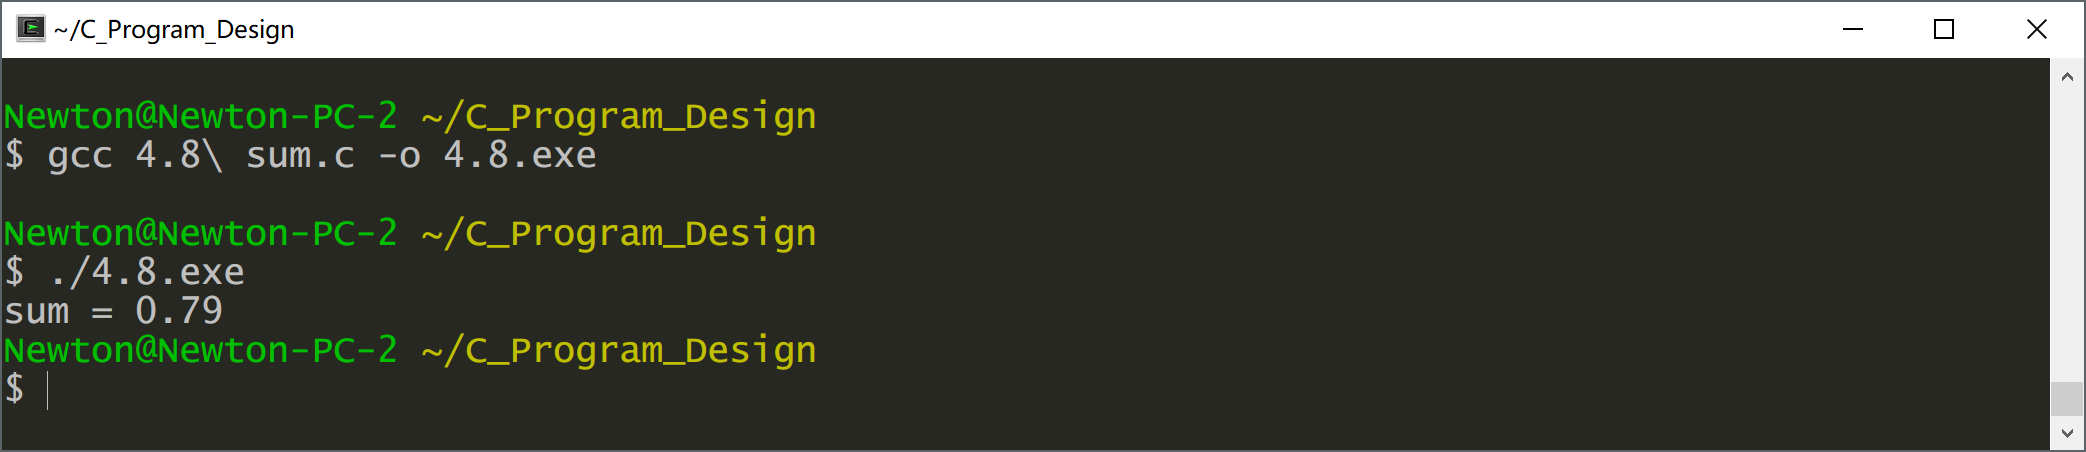 ~/C_Program_Design
Newton@Newton-PC-2 ~/C_Program_Design
$ gcc 4.8\ sum.c -o 4.8.exe
Newton@Newton-PC-2 ~/C_Program_Design
$ ./4.8.exe
sum = 0.79
Newton@Newton-PC-2 ~/C_Program_Design
$